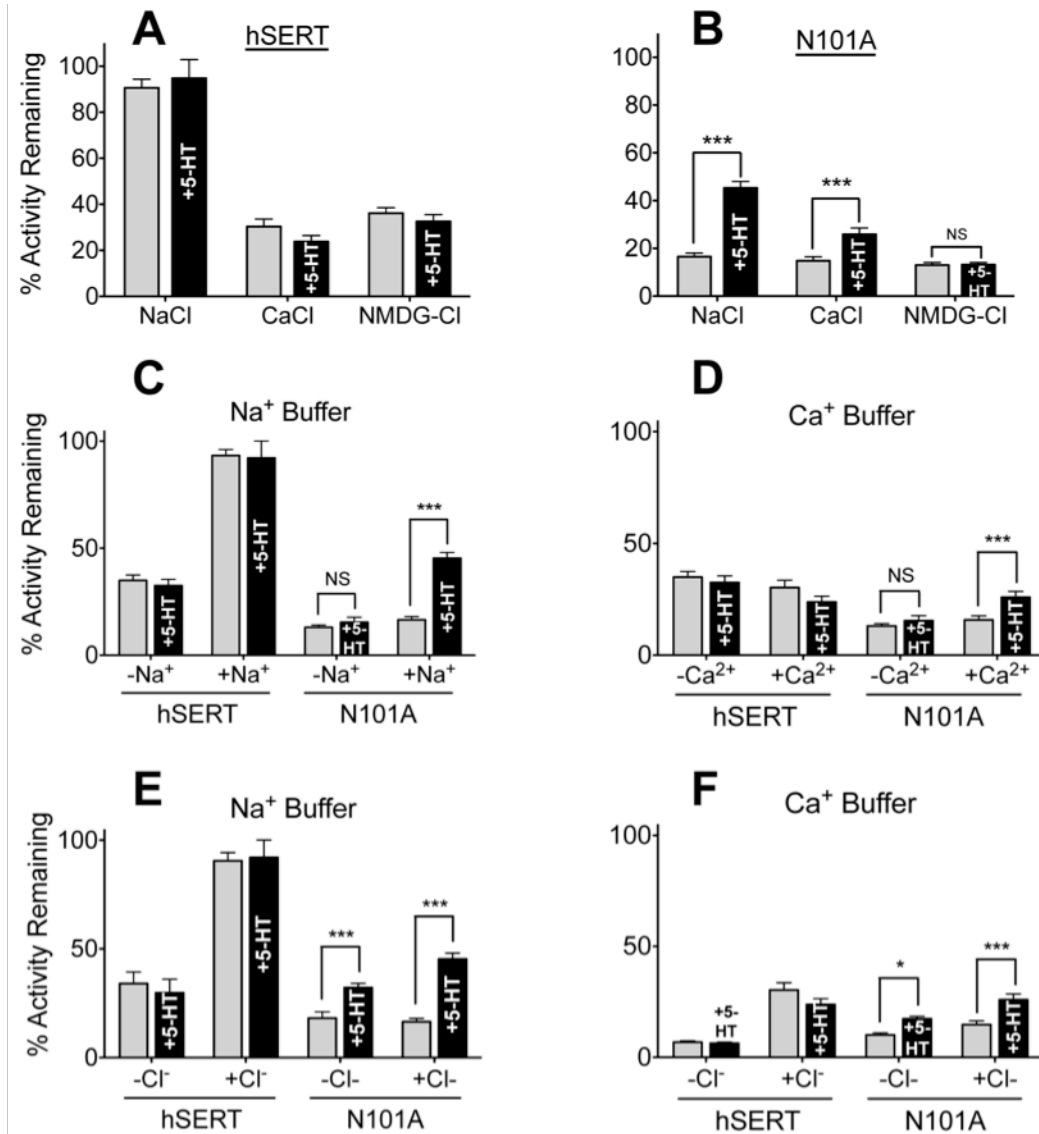 A
hSERT
% Activity Remaining
100
80
60
40
20
0
+5-HT
+5-HT
+5-HT
NaCl
CaCl
NMDG-Cl
B
N101A
100
80
60
40
20
0
***
***
NS
+5-HT
+5-HT
+5-
HT
NaCl
CaCl
NMDG-Cl
C
Na⁺ Buffer
% Activity Remaining
100
50
0
***
NS
+5-HT
+5-HT
+5-
HT
+5-HT
-Na⁺
+Na⁺
-Na⁺
+Na⁺
hSERT
N101A
D
Ca⁺ Buffer
100
50
0
***
NS
+5-HT
+5-HT
+5-
HT
+5-HT
-Ca²⁺
+Ca²⁺
-Ca²⁺
+Ca²⁺
hSERT
N101A
E
Na⁺ Buffer
% Activity Remaining
100
50
0
***
***
+5-HT
+5-HT
+5-HT
+5-HT
-Cl⁻
+Cl⁻
-Cl-
+Cl-
hSERT
N101A
F
Ca⁺ Buffer
100
50
0
*
***
+5-
HT
+5-HT
+5-
HT
+5-HT
-Cl⁻
+Cl⁻
-Cl-
+Cl-
hSERT
N101A